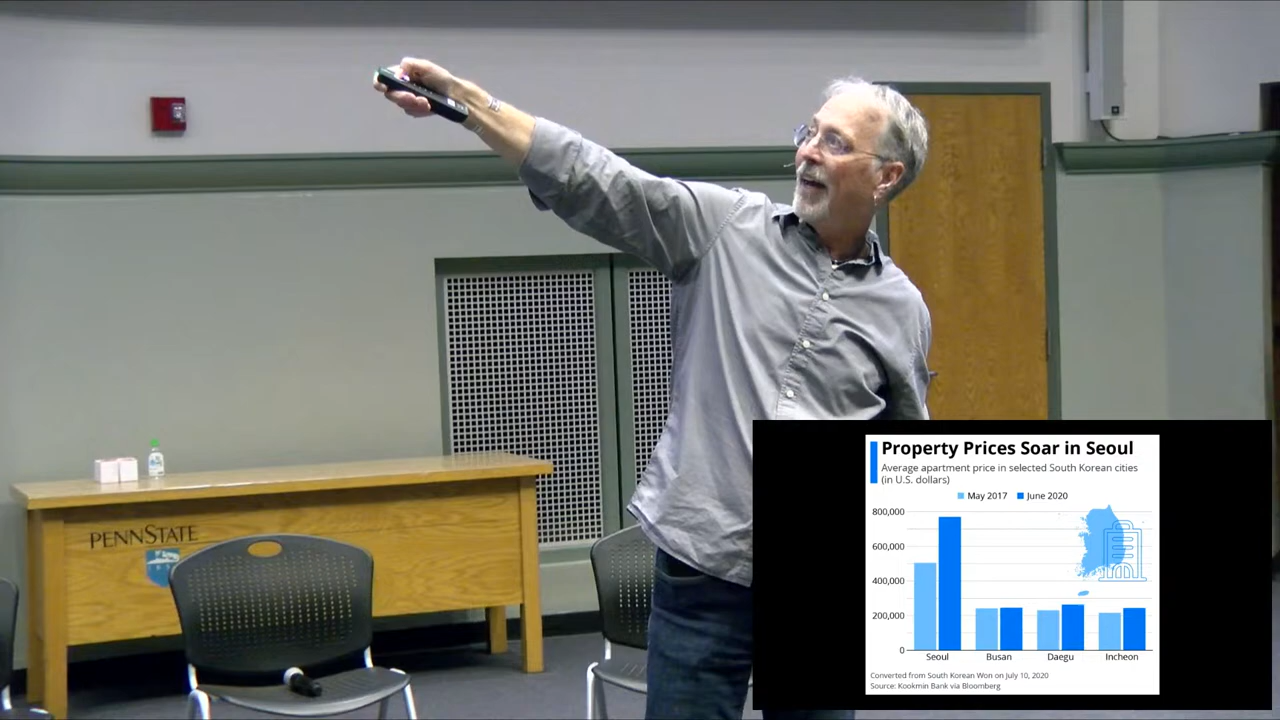 PENNSTATE
Property Prices Soar in Seoul
Average apartment price in selected South Korean cities
(in U.S. dollars)
May 2017 June 2020
800,000
600,000
400,000
200,000
0
Seoul Busan Daegu Incheon
Converted from South Korean Won on July 10, 2020
Source: Kookmin Bank via Bloomberg